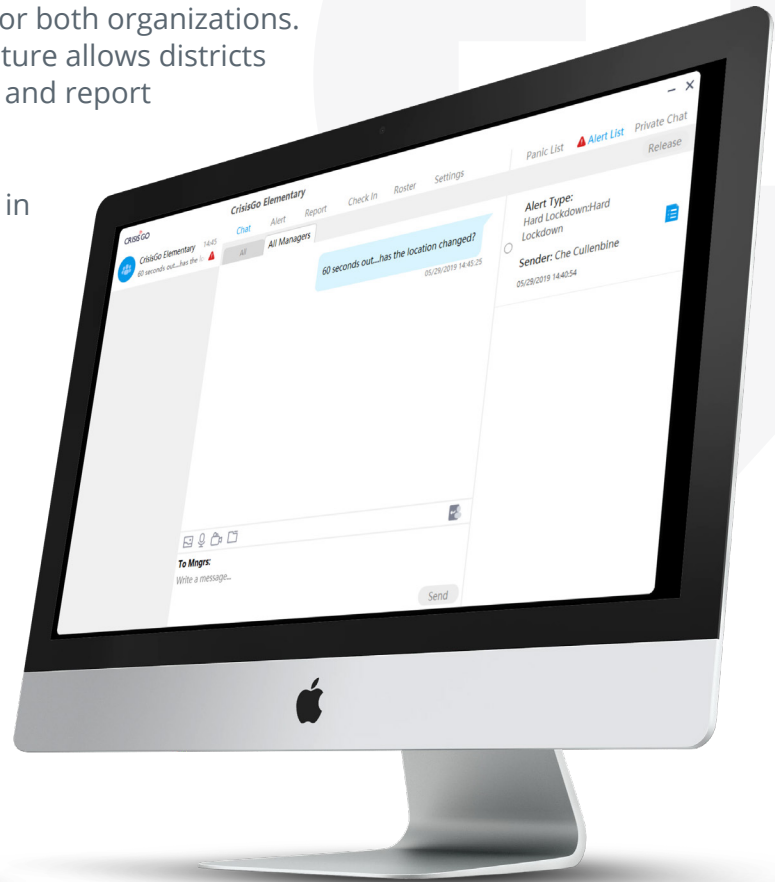 or both organizations.
ture allows districts
and report
in
CRISISGO
CrisisGo Elementary 14:45
60 seconds out...has the lo
CrisisGo Elementary
Chat Alert Report Check In Roster Settings
All All Managers
60 seconds out...has the location changed?
05/29/2019 14:45:25
To Mngrs:
Write a message...
Send
Panic List Alert List Private Chat
Release
Alert Type:
Hard Lockdown:Hard
Lockdown
Sender: Che Cullenbine
05/29/2019 14:40:54